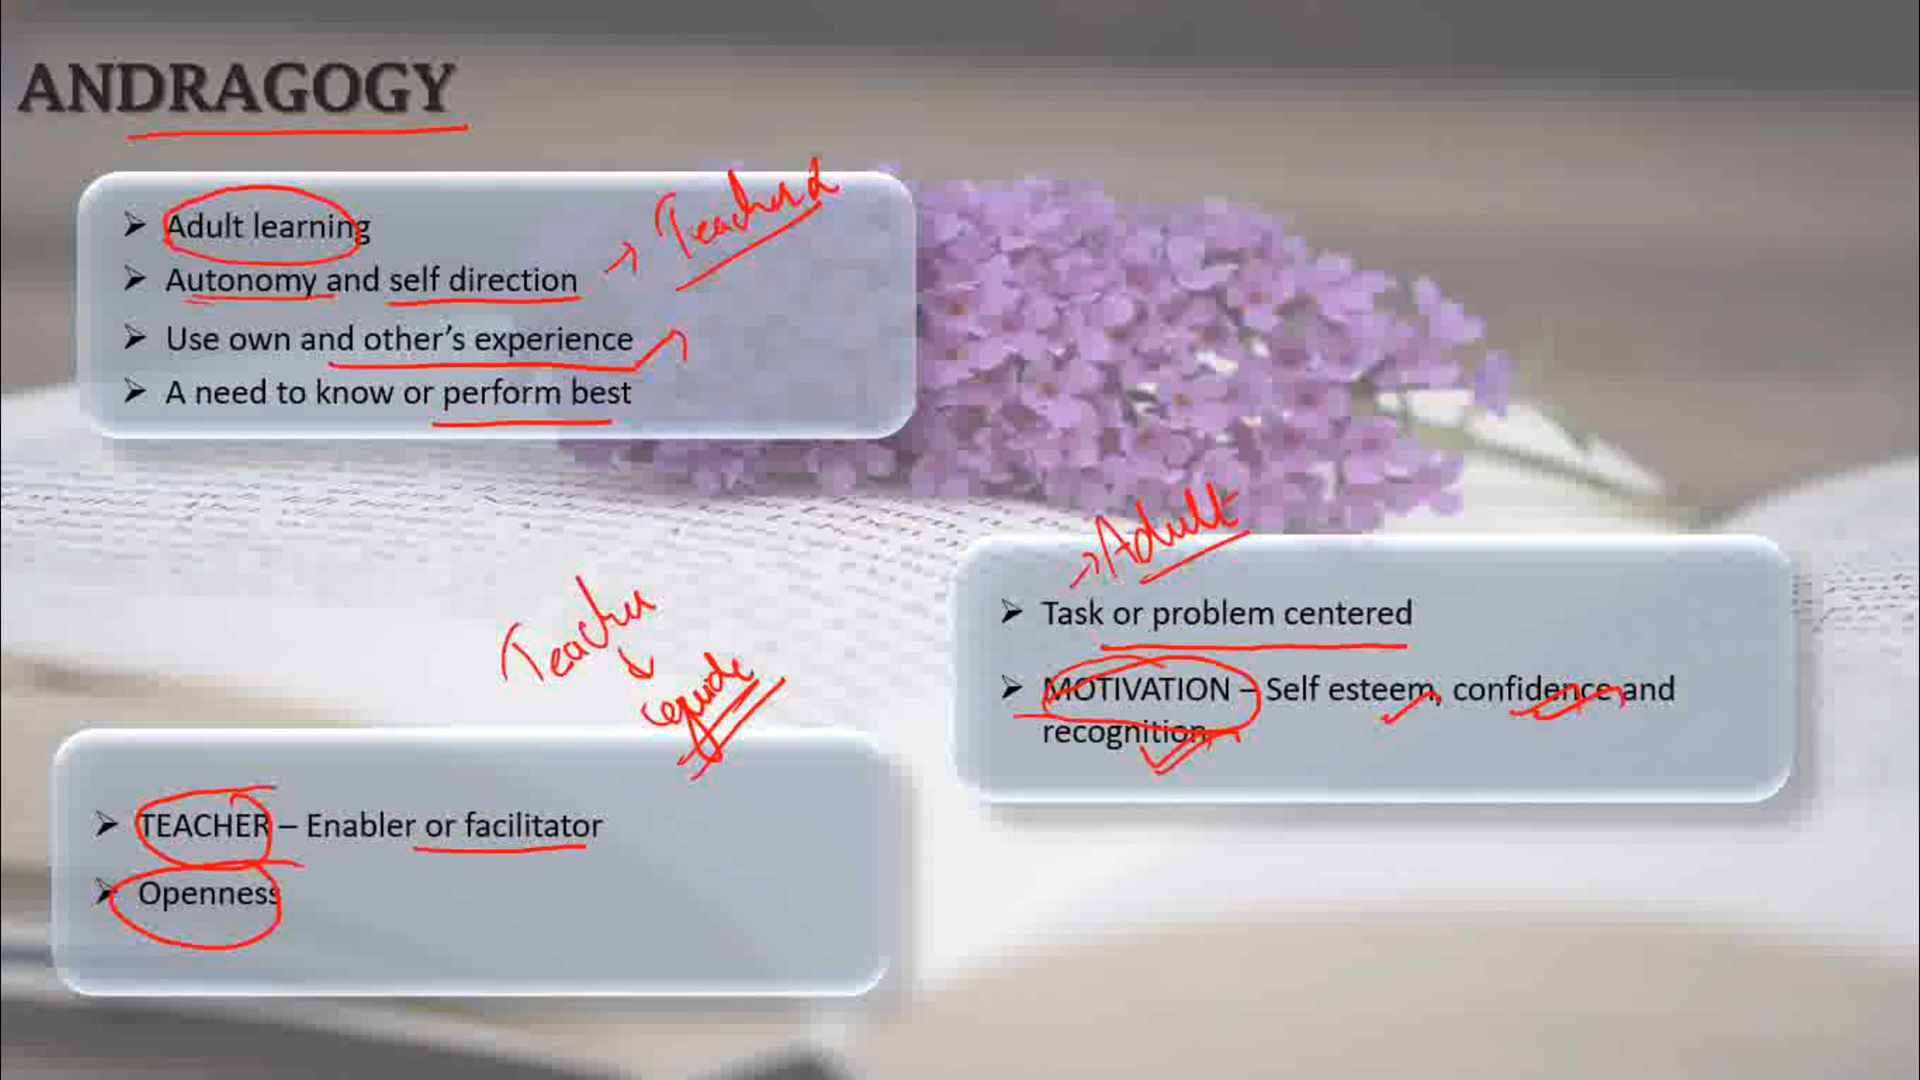 ANDRAGOGY
➢ Adult learning
➢ Autonomy and self direction
➢ Use own and other's experience
➢ A need to know or perform best
Adult
➢ Task or problem centered
➢ MOTIVATION – Self esteem, confidence and
recognition
Teacher
guide
➢ TEACHER – Enabler or facilitator
➢ Openness